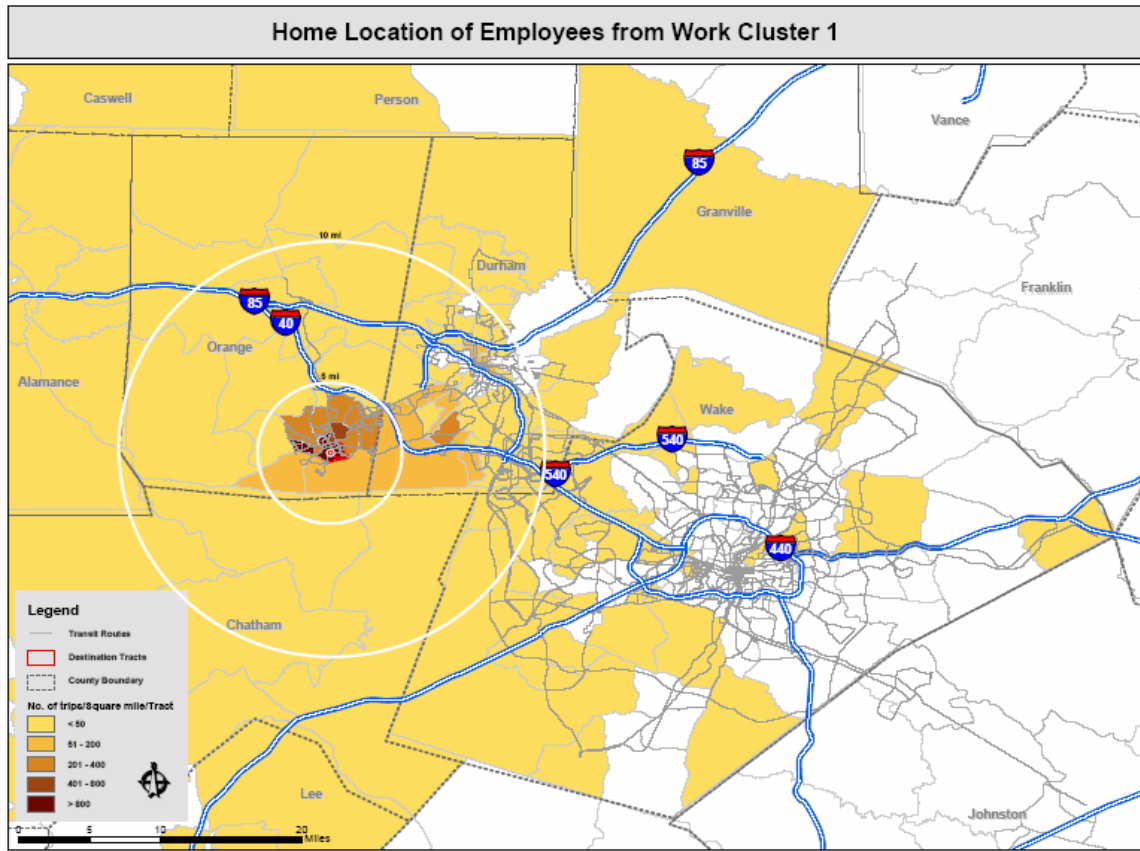 Home Location of Employees from Work Cluster 1
Caswell
Person
Vance
85
Granville
10 mi
Durham
Franklin
85
40
Orange
5 mi
Alamance
Wake
540
540
440
Legend
Transit Routes
Destination Tracts
County Boundary
No. of trips/Square mile/Tract
< 50
51 - 200
201 - 400
401 - 800
> 800
Chatham
Lee
Johnston
0 5 10 20
Miles